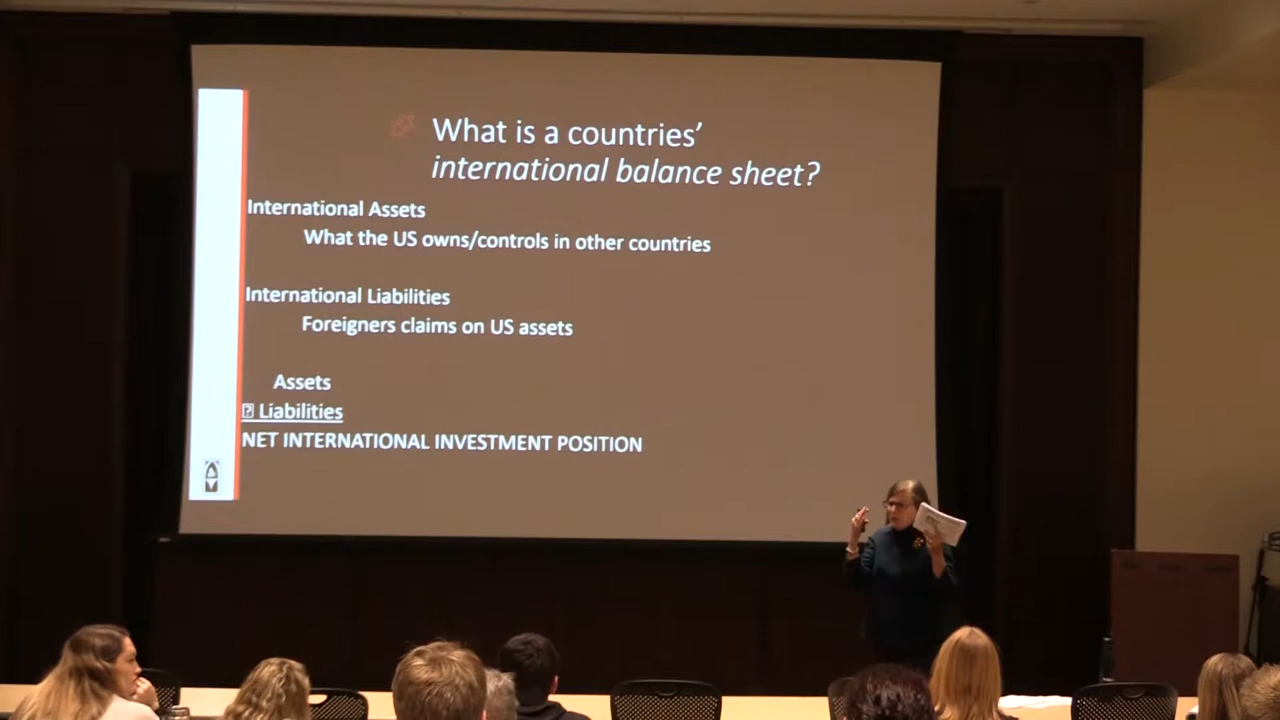 What is a countries’
international balance sheet?
International Assets
What the US owns/controls in other countries
International Liabilities
Foreigners claims on US assets
Assets
Liabilities
NET INTERNATIONAL INVESTMENT POSITION